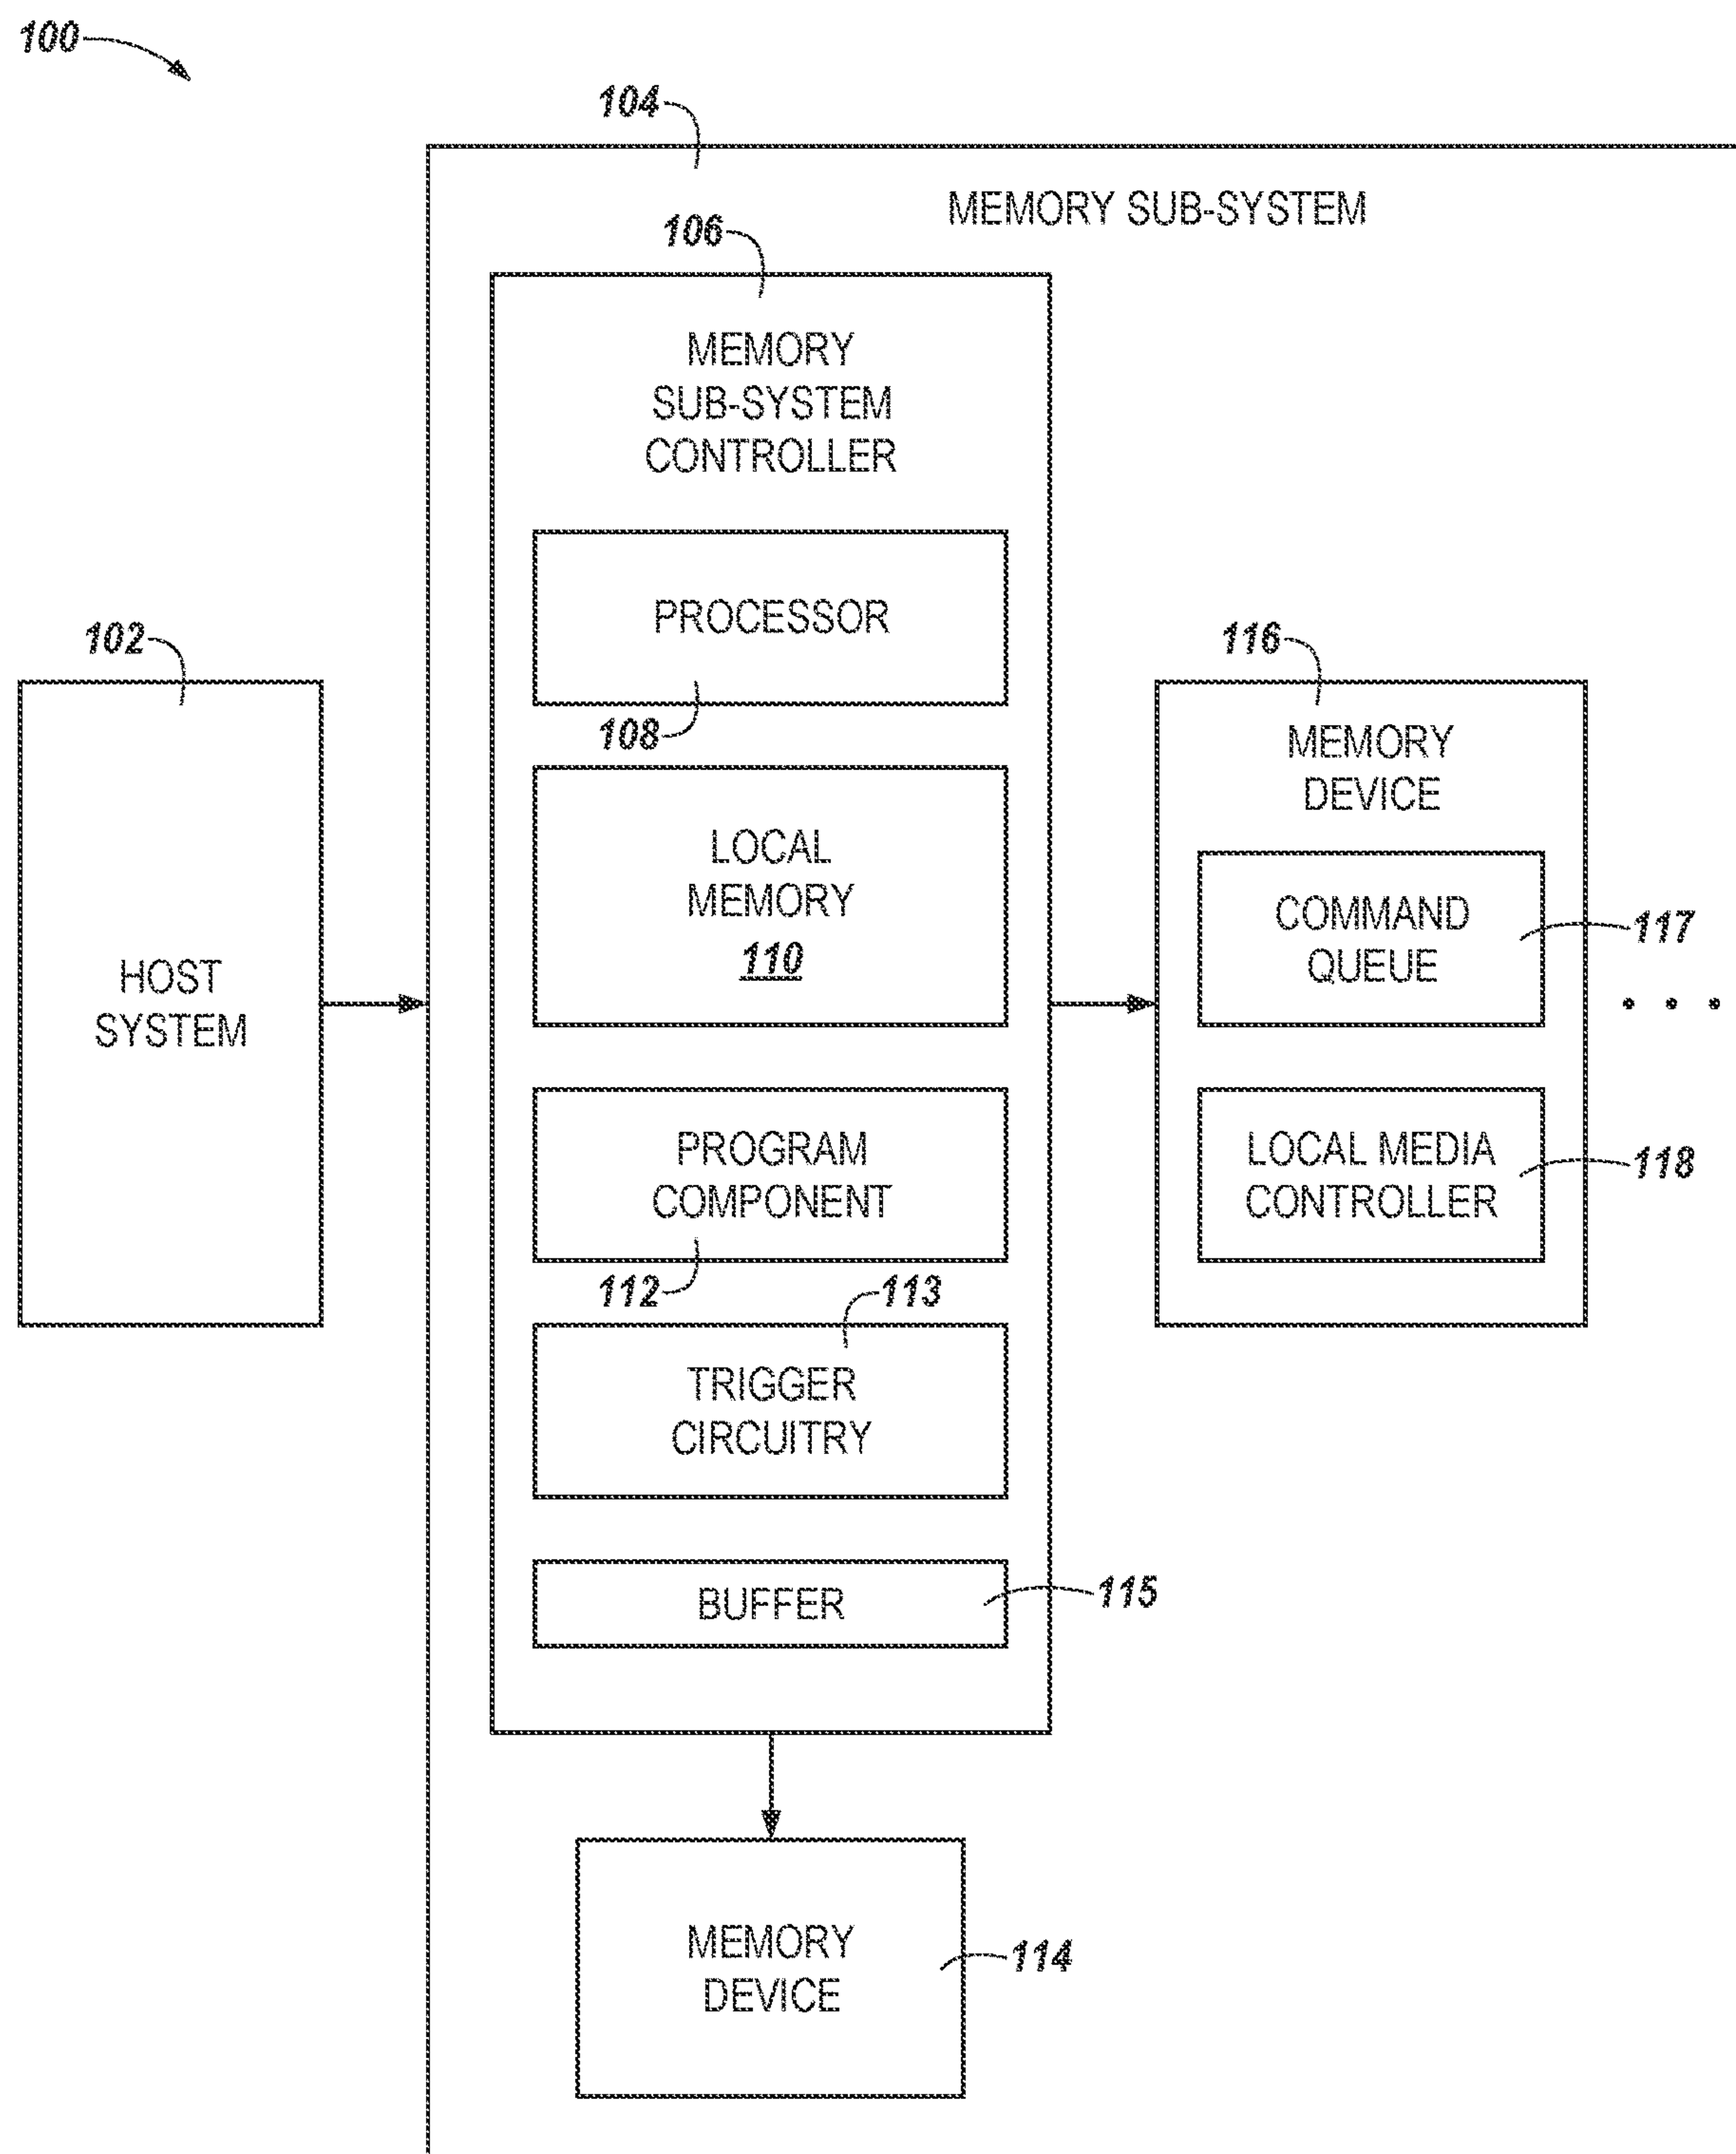 100
104
MEMORY SUB-SYSTEM
106
MEMORY
SUB-SYSTEM
CONTROLLER
PROCESSOR
108
LOCAL
MEMORY
110
PROGRAM
COMPONENT
112
113
TRIGGER
CIRCUITRY
BUFFER
115
102
HOST
SYSTEM
116
MEMORY
DEVICE
COMMAND
QUEUE
117
. . .
LOCAL MEDIA
CONTROLLER
118
MEMORY
DEVICE
114